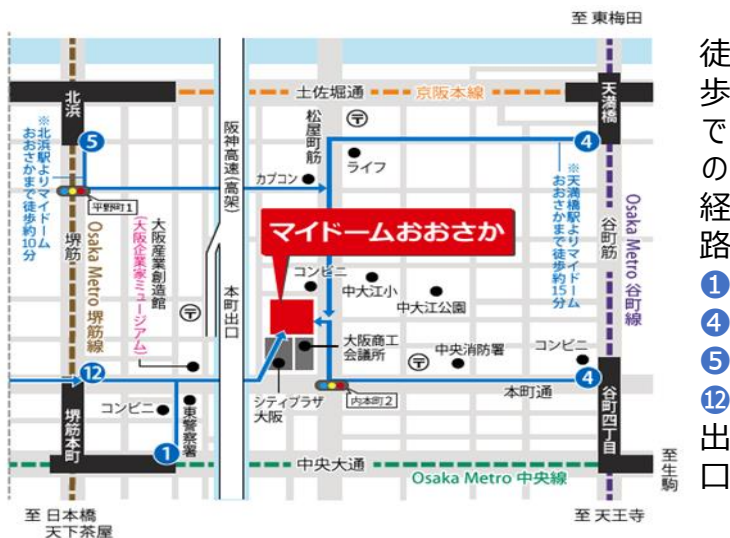 至 東梅田
北浜
土佐堀通
京阪本線
天満橋
阪神高速(高架)
松屋町筋
〒
5
4
ライフ
カプコン
※北浜駅よりマイドーム
おおさかまで徒歩約10分
※天満橋駅よりマイドーム
おおさかまで徒歩約15分
平野町1
堺筋
Osaka Metro 堺筋線
大阪産業創造館
(大阪企業家ミュージアム)
マイドームおおさか
谷町筋
Osaka Metro 谷町線
コンビニ
中大江小
中大江公園
〒
本町出口
大阪商工
会議所
〒
中央消防署
コンビニ
12
4
シティプラザ
大阪
内本町2
本町通
堺筋本町
コンビニ
東警察署
谷町四丁目
1
中央大通
Osaka Metro 中央線
至生駒
至 日本橋
天下茶屋
至 天王寺
徒歩での経路1 4 5 12出口